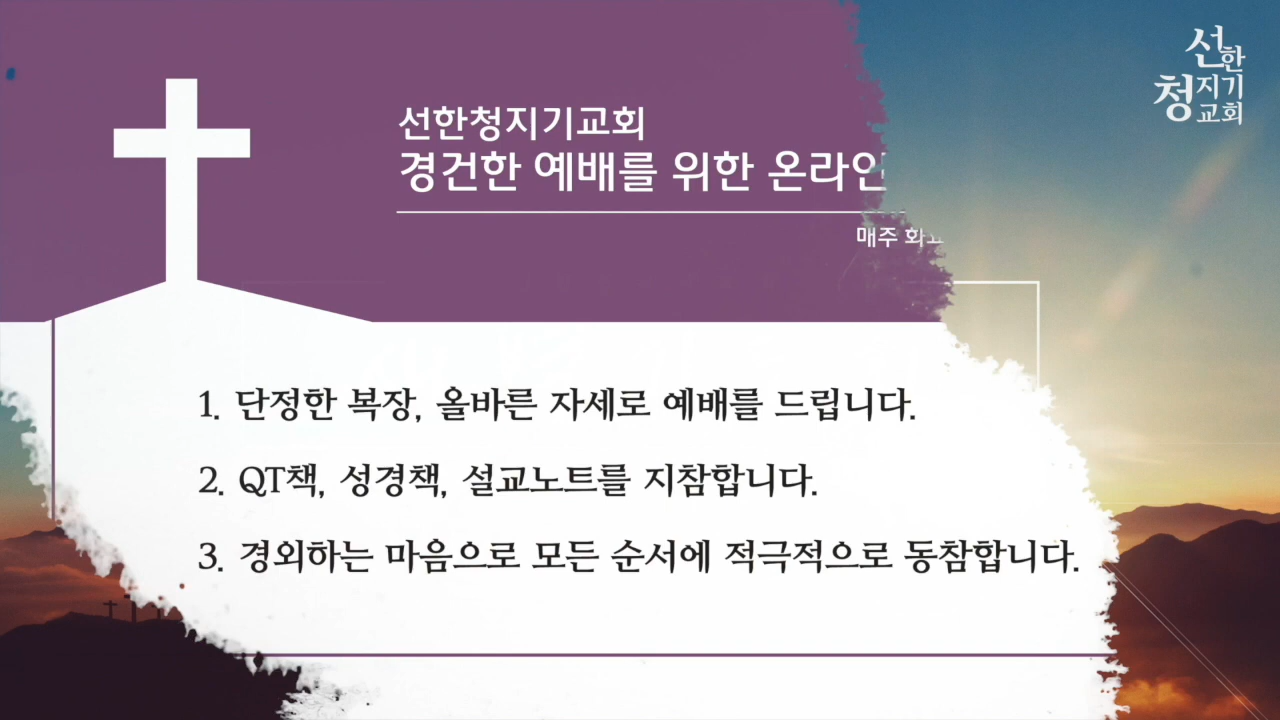 선한청지기교회
경건한 예배를 위한 온라인
매주
1. 단정한 복장, 올바른 자세로 예배를 드립니다.
2. QT책, 성경책, 설교노트를 지참합니다.
3. 경외하는 마음으로 모든 순서에 적극적으로 동참합니다.
선한
청지기
교회